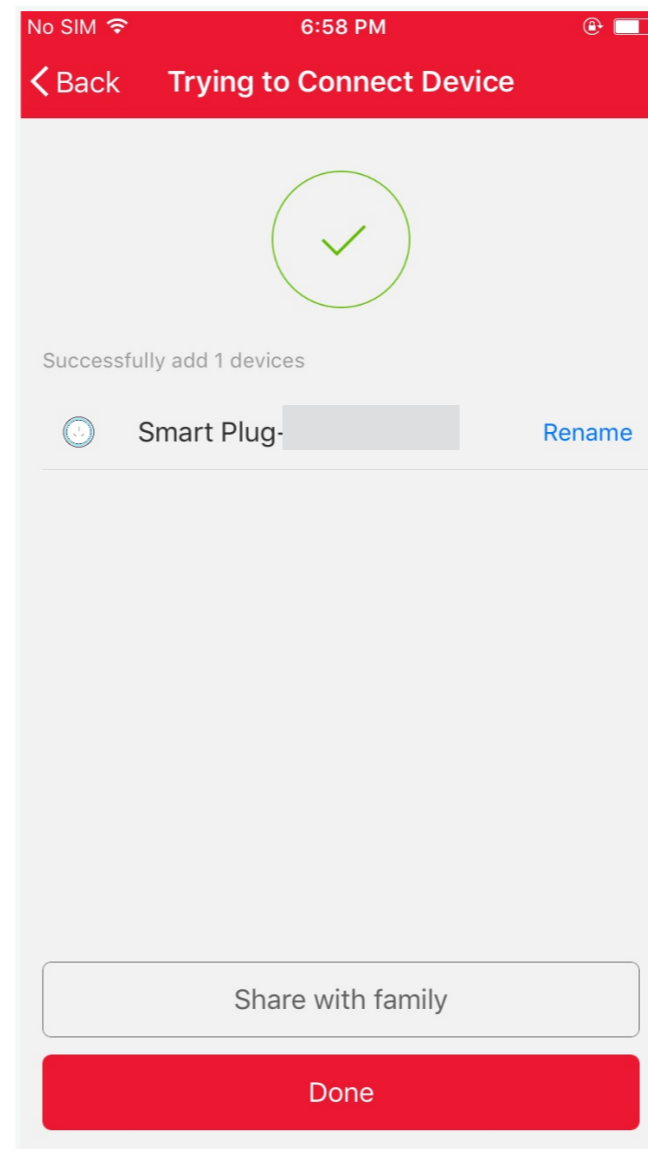 No SIM 6:58 PM
Back Trying to Connect Device
Successfully add 1 devices
Smart Plug- Rename
Share with family
Done